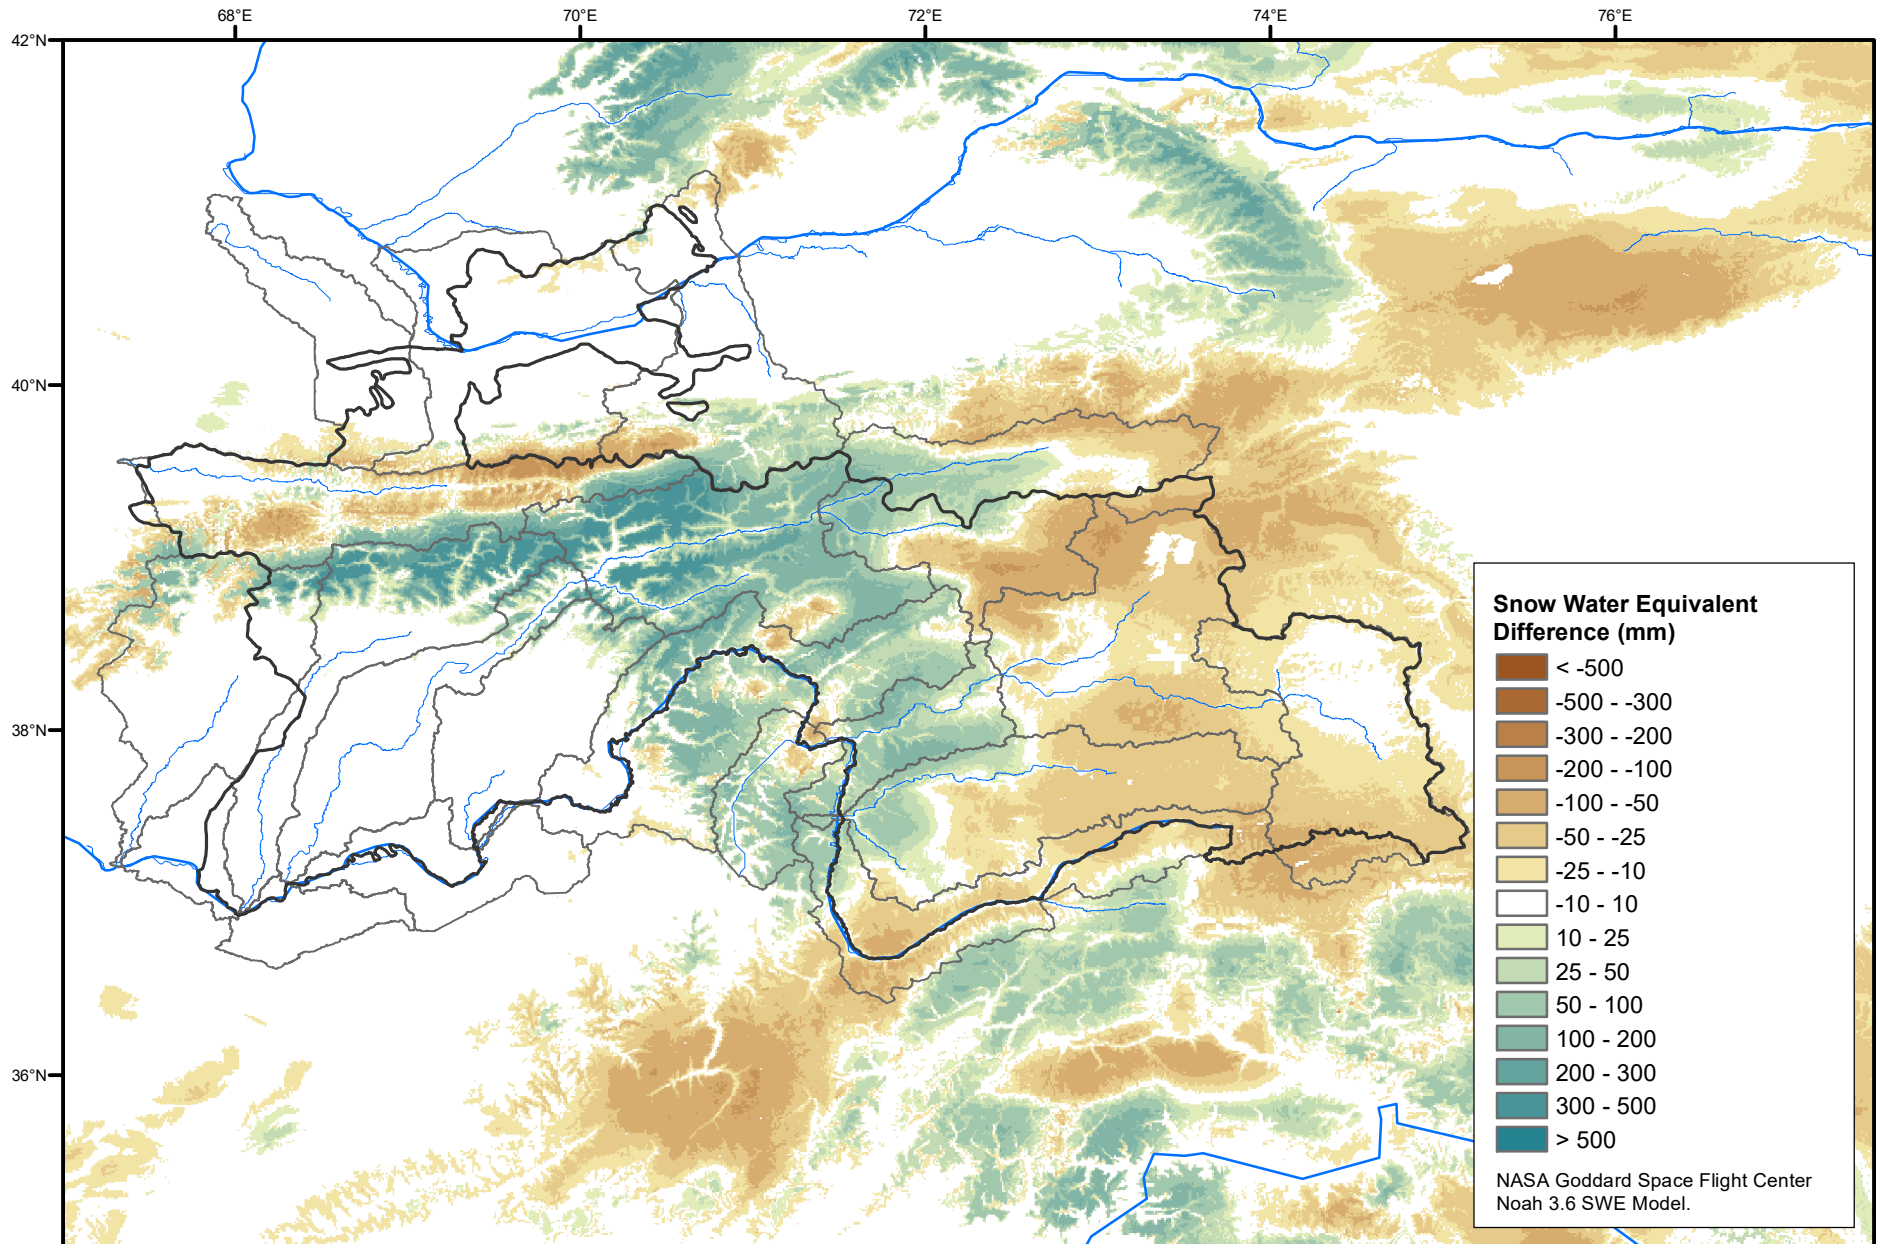 68°E 70°E 72°E 74°E 76°E
42°N
40°N
38°N
36°N
Snow Water Equivalent
Difference (mm)
< -500
-500 - -300
-300 - -200
-200 - -100
-100 - -50
-50 - -25
-25 - -10
-10 - 10
10 - 25
25 - 50
50 - 100
100 - 200
200 - 300
300 - 500
> 500
NASA Goddard Space Flight Center
Noah 3.6 SWE Model.